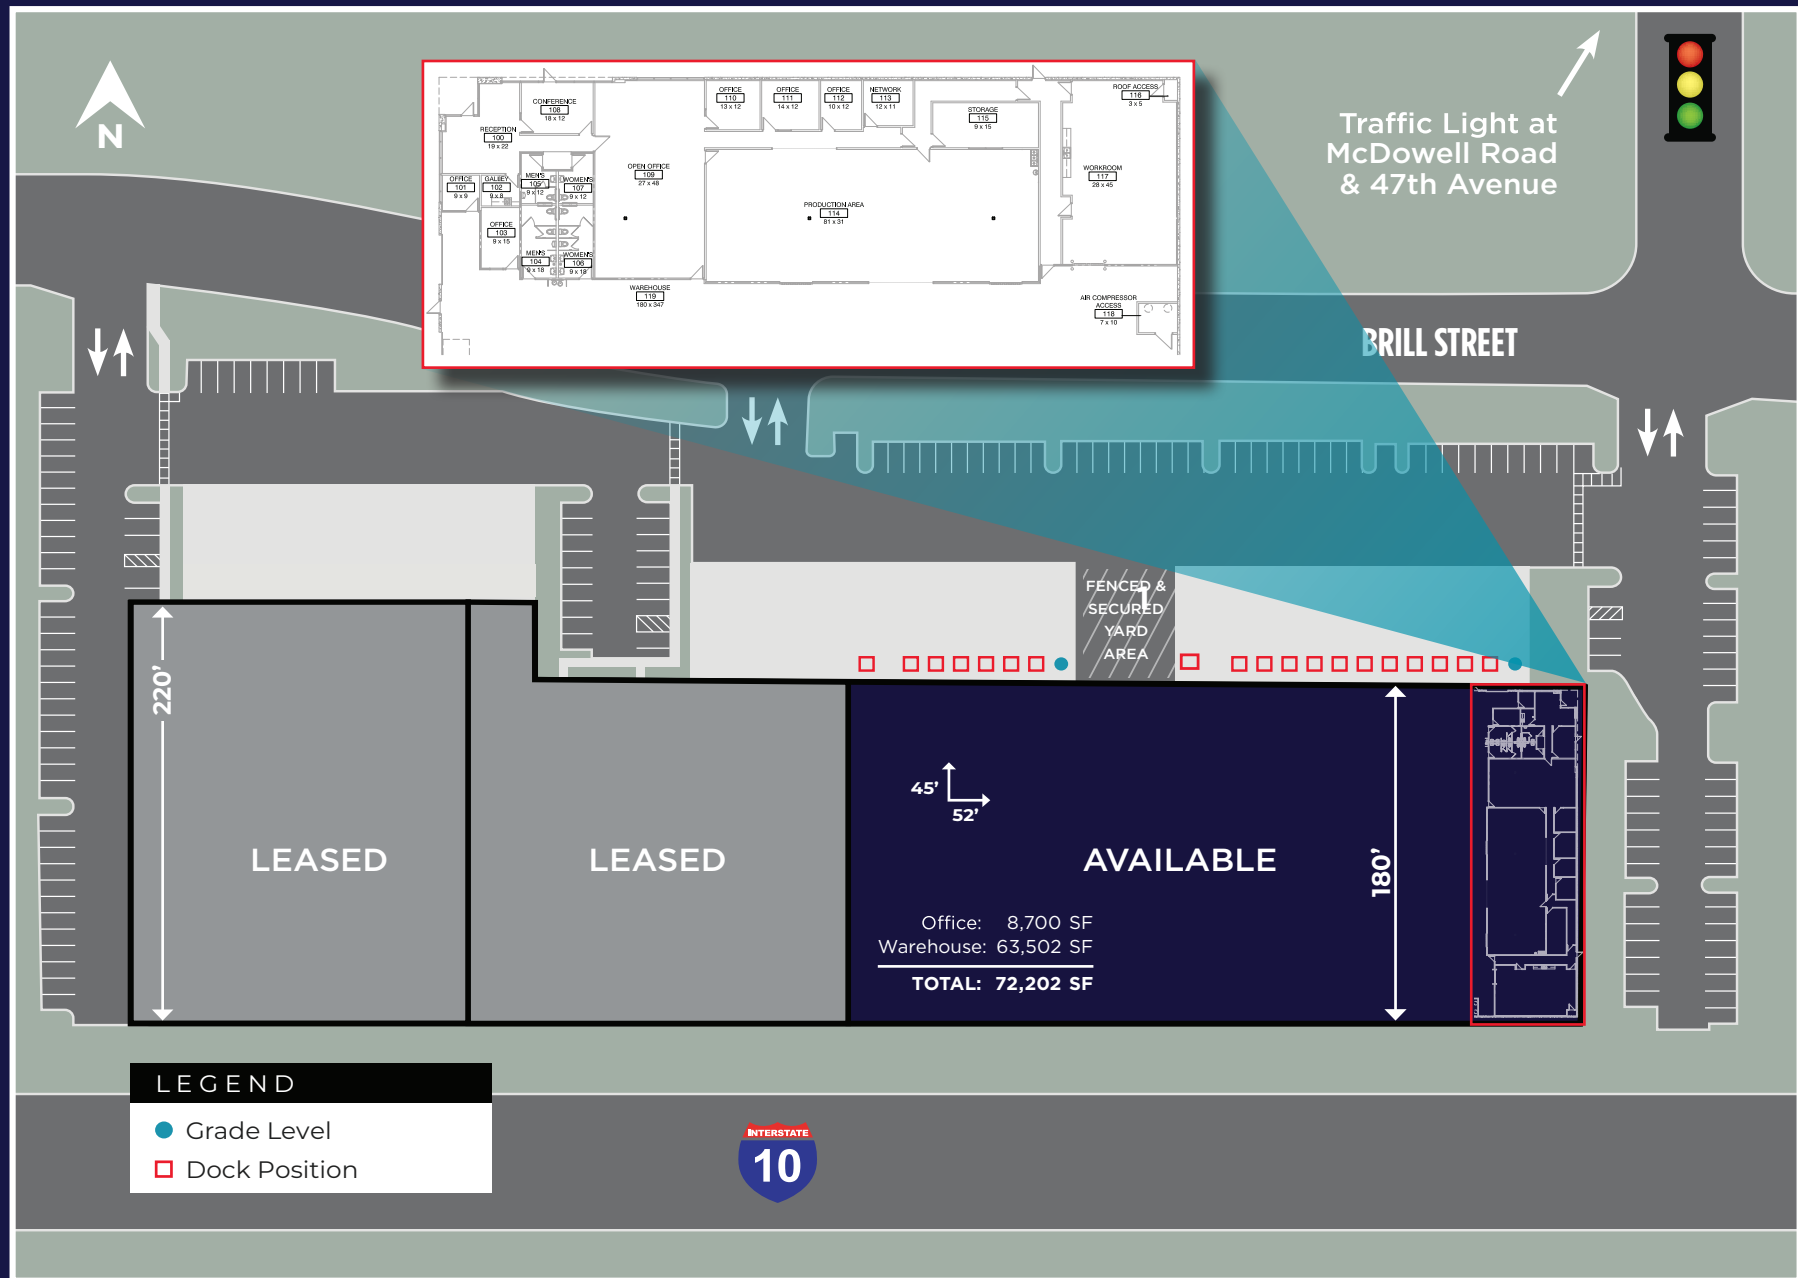 N
Traffic Light at
McDowell Road
& 47th Avenue
CONFERENCE
108
18 x 12
RECEPTION
100
19 x 22
OFFICE
110
13 x 12
OFFICE
111
14 x 12
OFFICE
112
10 x 12
NETWORK
113
12 x 11
STORAGE
115
9 x 15
ROOF ACCESS
116
3 x 5
OPEN OFFICE
109
27 x 48
OFFICE
101
9 x 9
GALLEY
102
9 x 8
MEN'S
105
9 x 12
WOMEN'S
107
9 x 12
WORKROOM
117
28 x 45
PRODUCTION AREA
114
81 x 31
OFFICE
103
9 x 15
MEN'S
104
9 x 18
WOMEN'S
106
9 x 18
WAREHOUSE
119
180 x 347
AIR COMPRESSOR
ACCESS
118
7 x 10
BRILL STREET
FENCED &
1
SECURED
YARD
AREA
220'
LEASED
LEASED
45'
52'
AVAILABLE
180'
Office: 8,700 SF
Warehouse: 63,502 SF
TOTAL: 72,202 SF
LEGEND
Grade Level
Dock Position
INTERSTATE
10